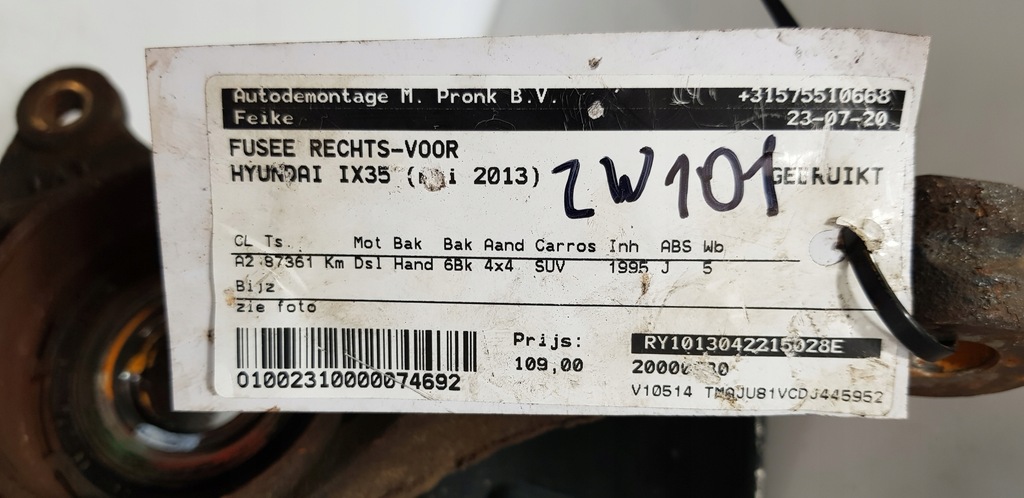 Autodemontage M. Pronk B.V. +31575510668
Feike 23-07-20
FUSEE RECHTS-VOOR
HYUNDAI IX35 ( 2013) GEBRUIKT
ZW101
CL Ts. Mot Bak Bak Aand Carros Inh ABS Wb
A2 87361 Km Dsl Hand 6Bk 4x4 SUV 1995 J 5
Bijz
zie foto
Prijs: RY1013042215028E
109,00
01002310000074692
V10514 TMAJU81VCDJ445952